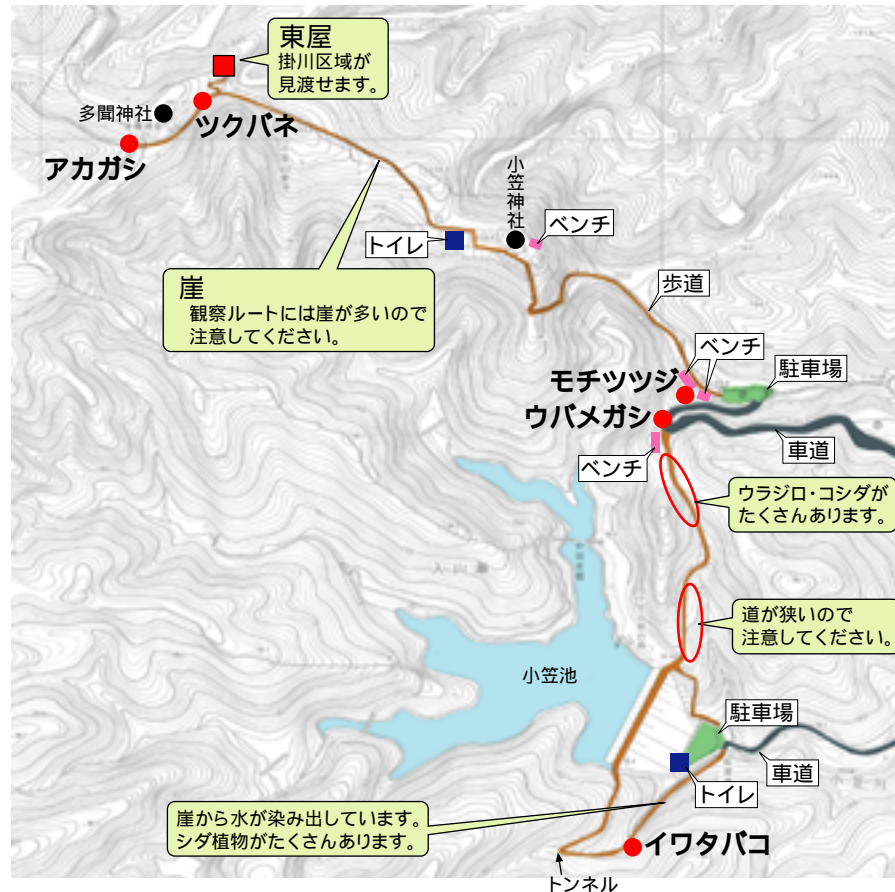 東屋
掛川区域が
見渡せます。
多聞神社
ツクバネ
アカガシ
小笠神社
ベンチ
トイレ
崖
観察ルートには崖が多いので
注意してください。
歩道
ベンチ
モチツツジ
駐車場
ウバメガシ
車道
ベンチ
ウラジロ・コシダが
たくさんあります。
入山瀬
道が狭いので
注意してください。
小笠池
駐車場
車道
トイレ
崖から水が染み出しています。
シダ植物がたくさんあります。
イワタバコ
トンネル